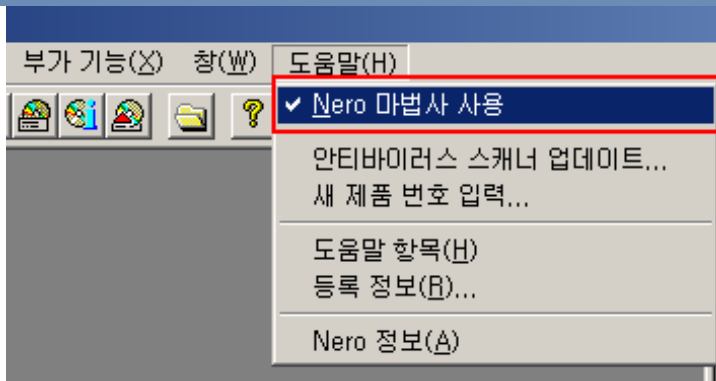 부가 기능(X) 창(W) 도움말(H)
Nero 마법사 사용
안티바이러스 스캐너 업데이트...
새 제품 번호 입력...
도움말 항목(H)
등록 정보(R)...
Nero 정보(A)